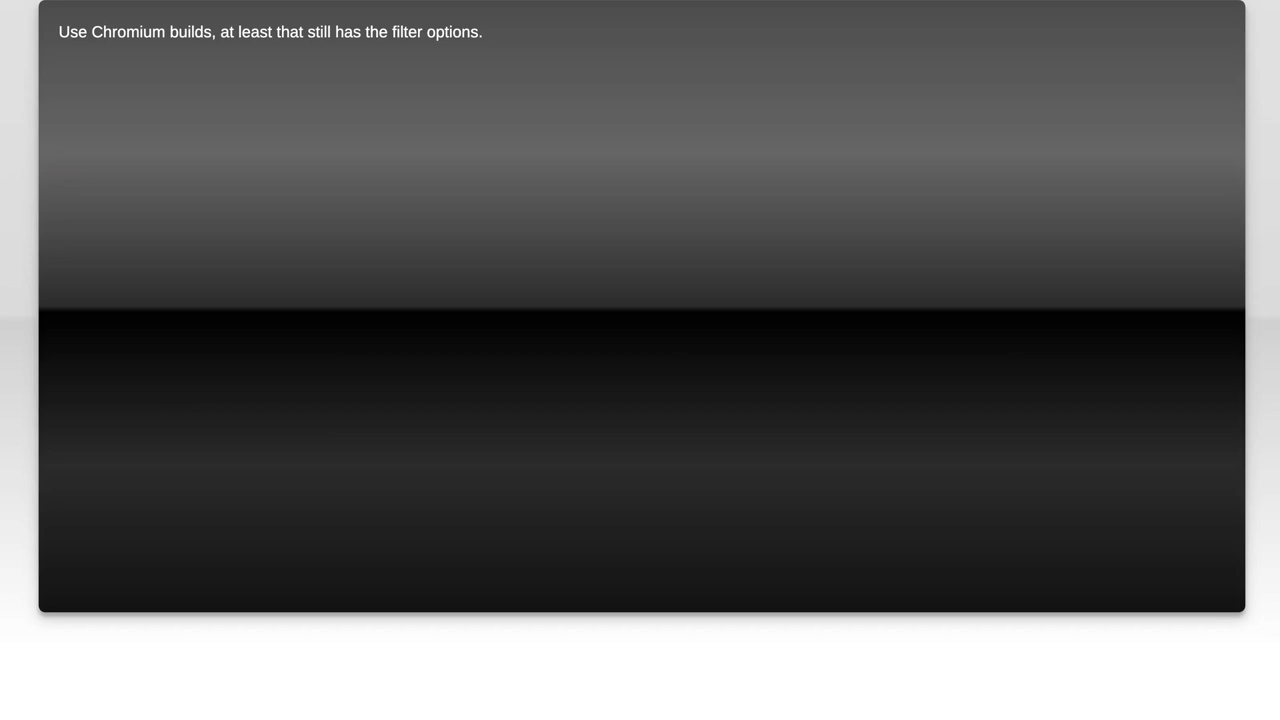 Use Chromium builds, at least that still has the filter options.